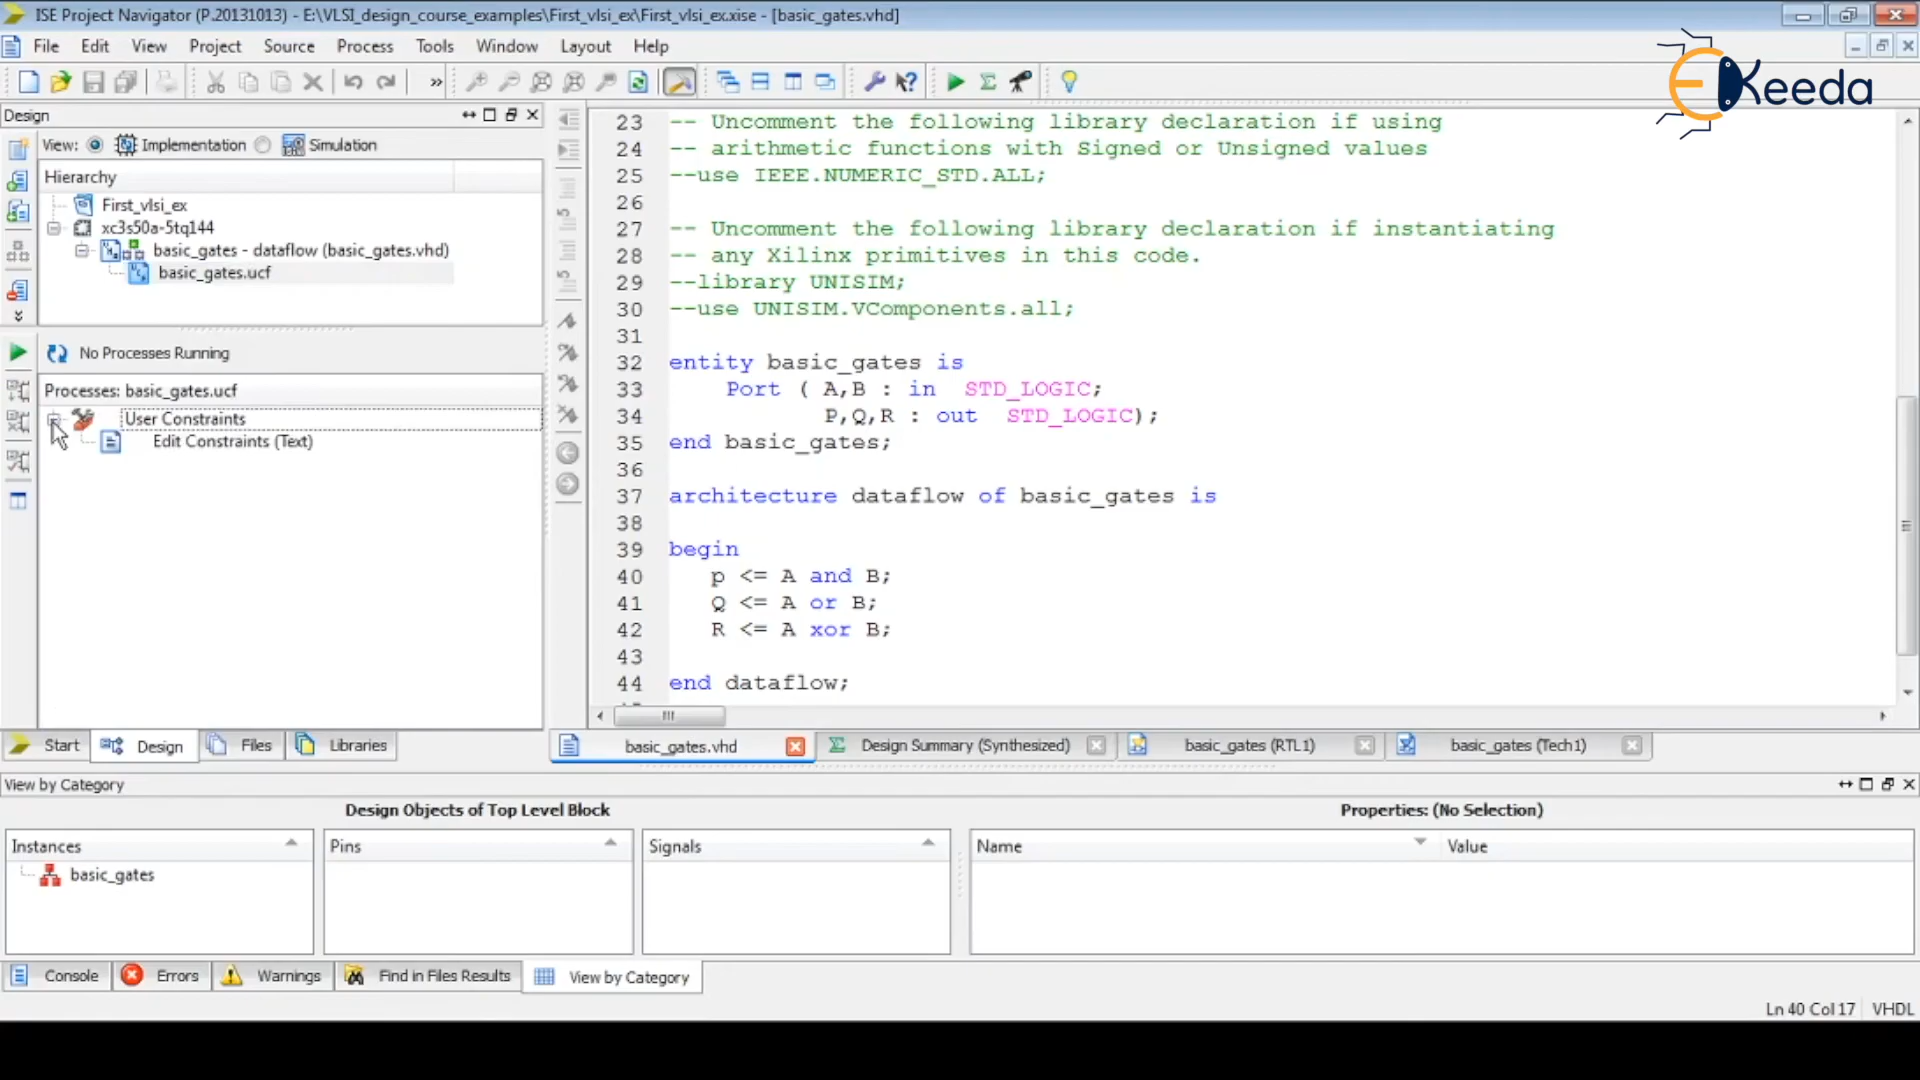 ISE Project Navigator (P.20131013) - E:\VLSI_design_course_examples\First_vlsi_ex\First_vlsi_ex.xise - [basic_gates.vhd]
File Edit View Project Source Process Tools Window Layout Help
EKeeda
Design
View: Implementation Simulation
Hierarchy
First_vlsi_ex
xc3s50a-5tq144
basic_gates - dataflow (basic_gates.vhd)
basic_gates.ucf
No Processes Running
Processes: basic_gates.ucf
User Constraints
Edit Constraints (Text)
23 -- Uncomment the following library declaration if using
24 -- arithmetic functions with Signed or Unsigned values
25 --use IEEE.NUMERIC_STD.ALL;
26
27 -- Uncomment the following library declaration if instantiating
28 -- any Xilinx primitives in this code.
29 --library UNISIM;
30 --use UNISIM.VComponents.all;
31
32 entity basic_gates is
33 Port ( A,B : in STD_LOGIC;
34 P,Q,R : out STD_LOGIC);
35 end basic_gates;
36
37 architecture dataflow of basic_gates is
38
39 begin
40 p <= A and B;
41 Q <= A or B;
42 R <= A xor B;
43
44 end dataflow;
Start Design Files Libraries
basic_gates.vhd Design Summary (Synthesized) basic_gates (RTL1) basic_gates (Tech1)
View by Category
Design Objects of Top Level Block Properties: (No Selection)
Instances Pins Signals Name Value
basic_gates
Console Errors Warnings Find in Files Results View by Category
Ln 40 Col 17 VHDL